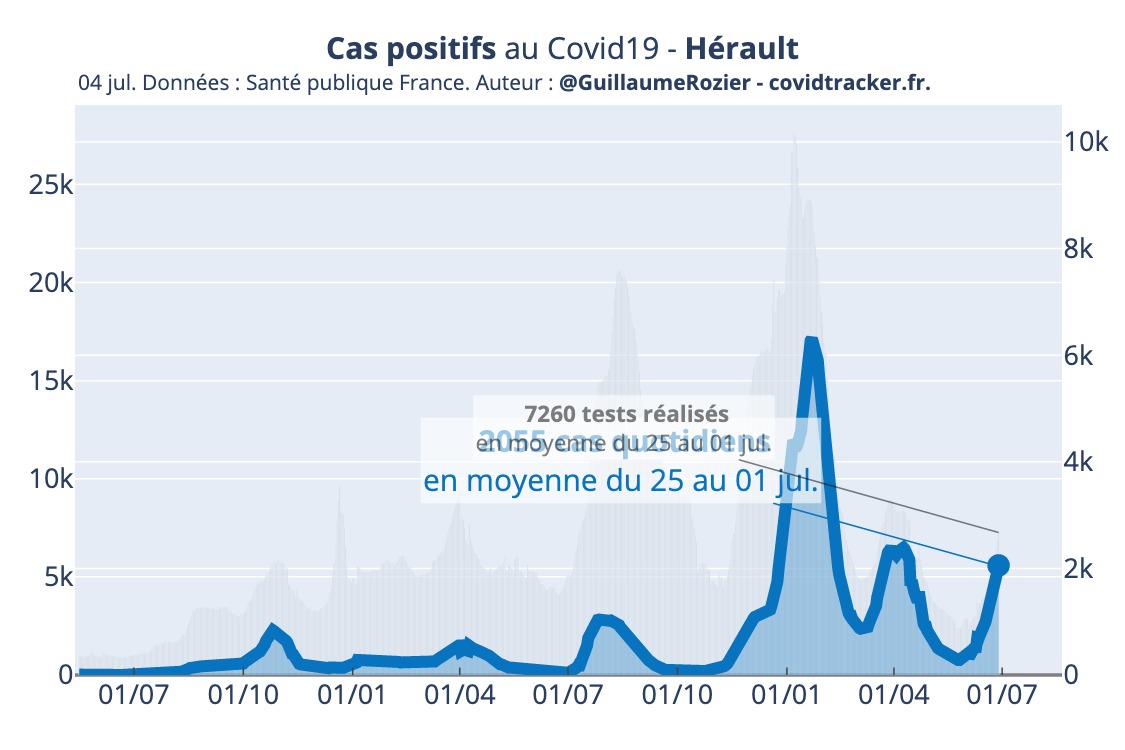 Cas positifs au Covid19 - Hérault
04 jul. Données : Santé publique France. Auteur : @GuillaumeRozier - covidtracker.fr.
25k
20k
15k
10k
5k
0
10k
8k
6k
4k
2k
0
7260 tests réalisés
en moyenne du 25 au 01 jul.
2055 cas quotidiens
en moyenne du 25 au 01 jul.
01/07
01/10
01/01
01/04
01/07
01/10
01/01
01/04
01/07